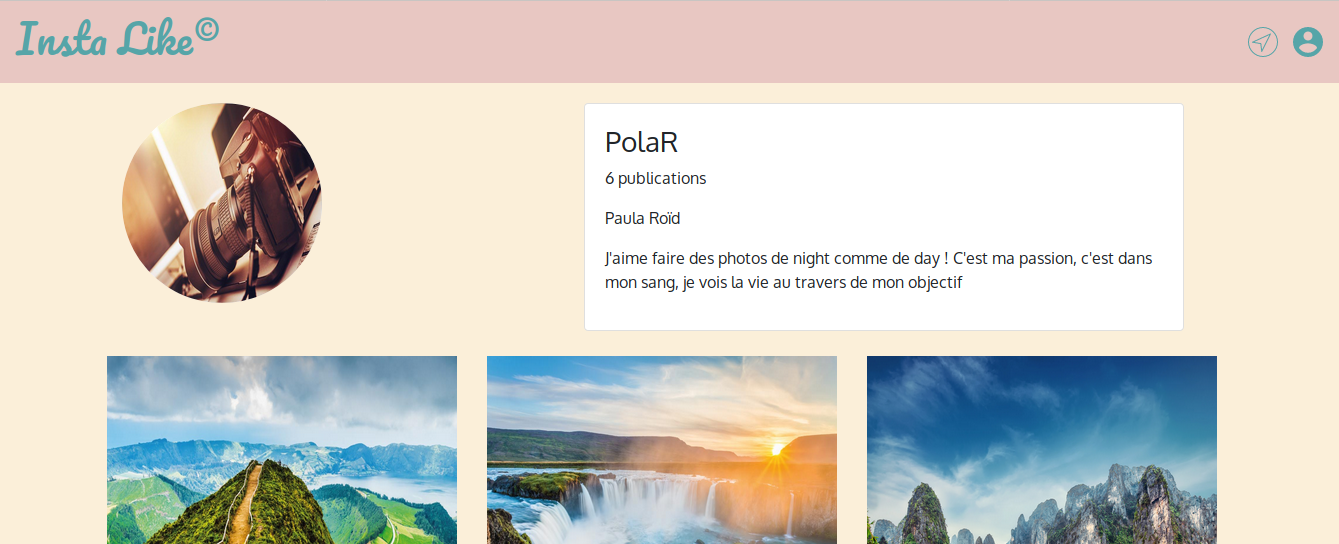 Insta Like©
PolaR
6 publications
Paula Roïd
J'aime faire des photos de night comme de day ! C'est ma passion, c'est dans
mon sang, je vois la vie au travers de mon objectif